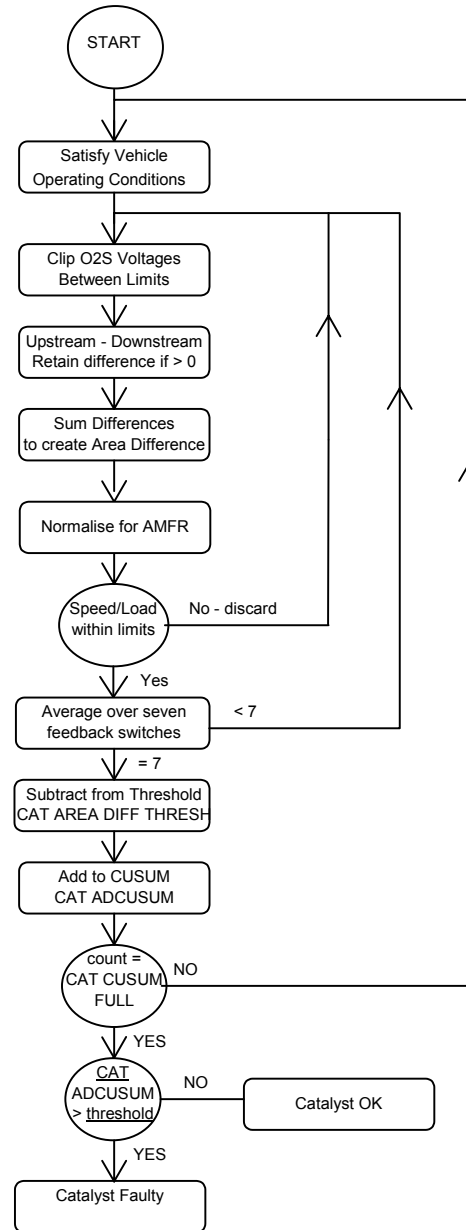 START
Satisfy Vehicle
Operating Conditions
Clip O2S Voltages
Between Limits
Upstream - Downstream
Retain difference if > 0
Sum Differences
to create Area Difference
Normalise for AMFR
Speed/Load
within limits
No - discard
Yes
Average over seven
feedback switches
< 7
= 7
Subtract from Threshold
CAT AREA DIFF THRESH
Add to CUSUM
CAT ADCUSUM
count =
CAT CUSUM
FULL
NO
YES
CAT
ADCUSUM
> threshold
NO
Catalyst OK
YES
Catalyst Faulty